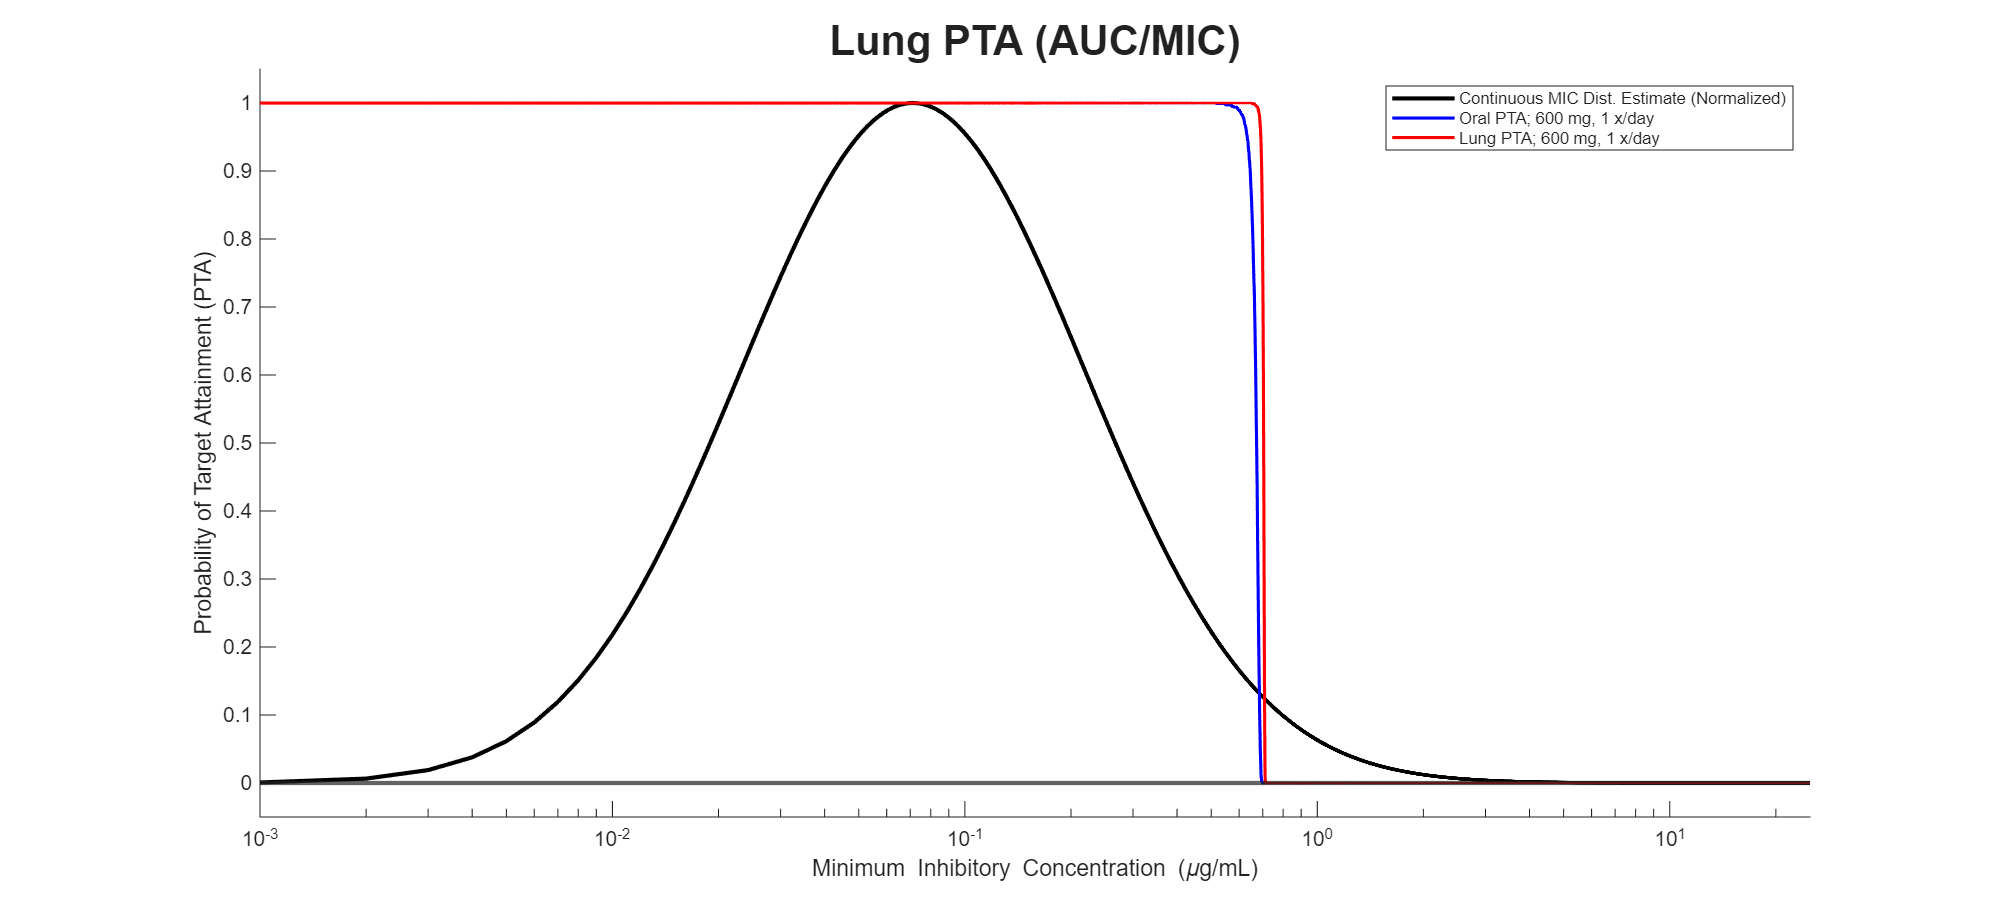 Lung PTA (AUC/MIC)
Continuous MIC Dist. Estimate (Normalized)
Oral PTA; 600 mg, 1 x/day
Lung PTA; 600 mg, 1 x/day
Probability of Target Attainment (PTA)
1
0.9
0.8
0.7
0.6
0.5
0.4
0.3
0.2
0.1
0
10⁻³ 10⁻² 10⁻¹ 10⁰ 10¹
Minimum Inhibitory Concentration (µg/mL)